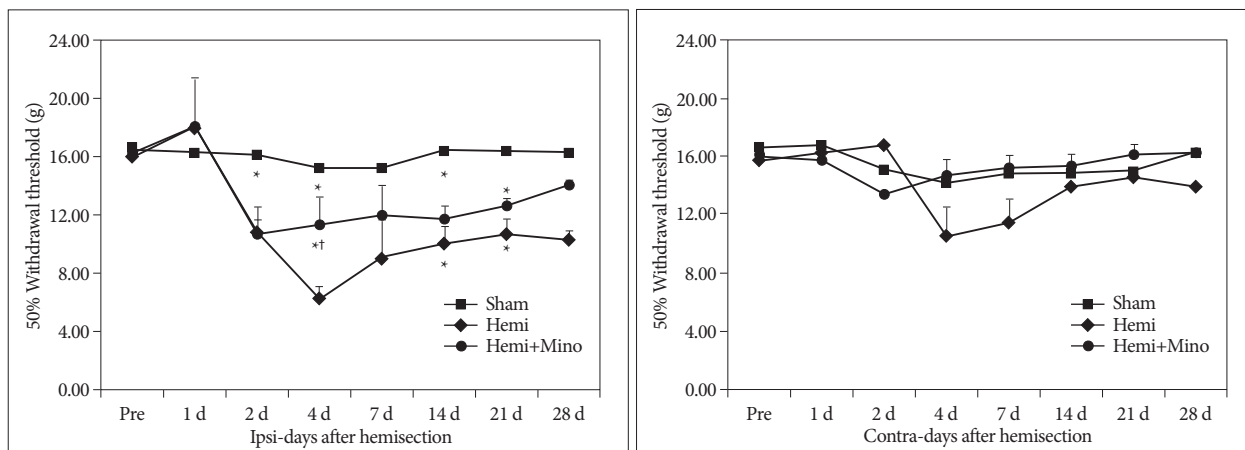 24.00
20.00
16.00
12.00
8.00
4.00
0.00
50% Withdrawal threshold (g)
* * * *
*† * *
Sham
Hemi
Hemi+Mino
Pre 1 d 2 d 4 d 7 d 14 d 21 d 28 d
Ipsi-days after hemisection
24.00
20.00
16.00
12.00
8.00
4.00
0.00
50% Withdrawal threshold (g)
Sham
Hemi
Hemi+Mino
Pre 1 d 2 d 4 d 7 d 14 d 21 d 28 d
Contra-days after hemisection